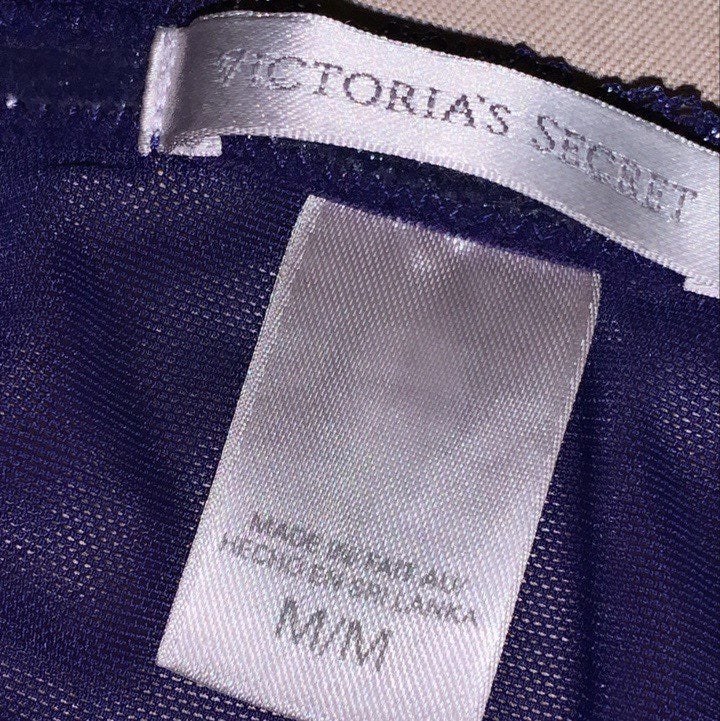 VICTORIA'S SECRET
MADE IN/FAIT AU/
HECHO EN SRI LANKA
M/M